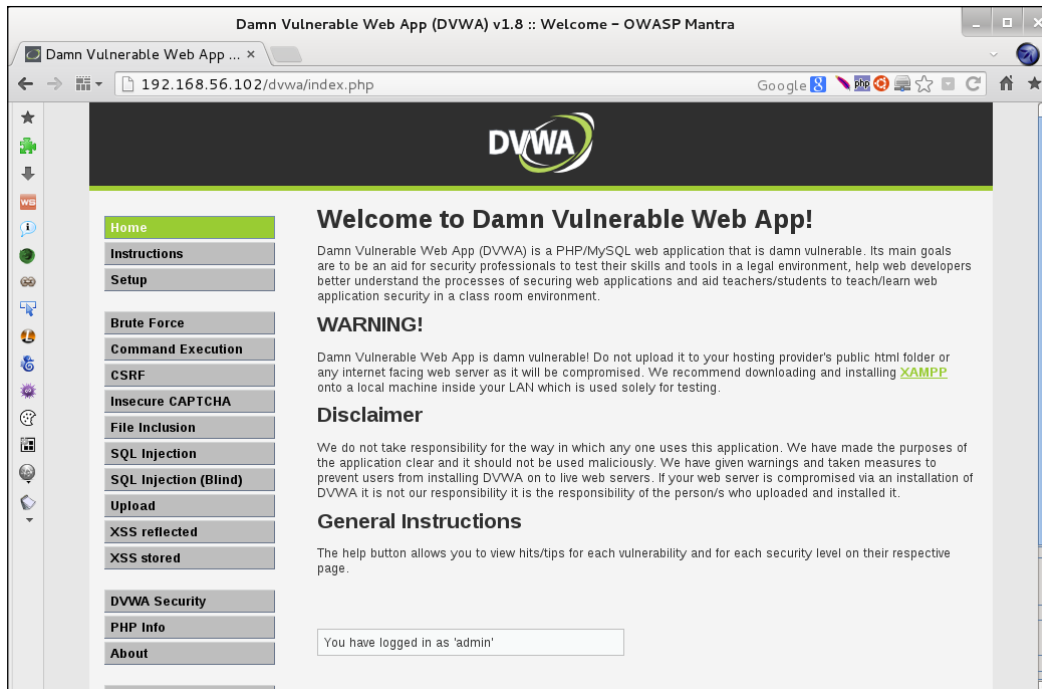 Damn Vulnerable Web App (DVWA) v1.8 :: Welcome – OWASP Mantra
Damn Vulnerable Web App ... ×
192.168.56.102/dvwa/index.php
Google
8
php
WS
DVWA
Home
Instructions
Setup
Brute Force
Command Execution
CSRF
Insecure CAPTCHA
File Inclusion
SQL Injection
SQL Injection (Blind)
Upload
XSS reflected
XSS stored
DVWA Security
PHP Info
About
Welcome to Damn Vulnerable Web App!
Damn Vulnerable Web App (DVWA) is a PHP/MySQL web application that is damn vulnerable. Its main goals
are to be an aid for security professionals to test their skills and tools in a legal environment, help web developers
better understand the processes of securing web applications and aid teachers/students to teach/learn web
application security in a class room environment.
WARNING!
Damn Vulnerable Web App is damn vulnerable! Do not upload it to your hosting provider's public html folder or
any internet facing web server as it will be compromised. We recommend downloading and installing XAMPP
onto a local machine inside your LAN which is used solely for testing.
Disclaimer
We do not take responsibility for the way in which any one uses this application. We have made the purposes of
the application clear and it should not be used maliciously. We have given warnings and taken measures to
prevent users from installing DVWA on to live web servers. If your web server is compromised via an installation of
DVWA it is not our responsibility it is the responsibility of the person/s who uploaded and installed it.
General Instructions
The help button allows you to view hits/tips for each vulnerability and for each security level on their respective
page.
You have logged in as 'admin'